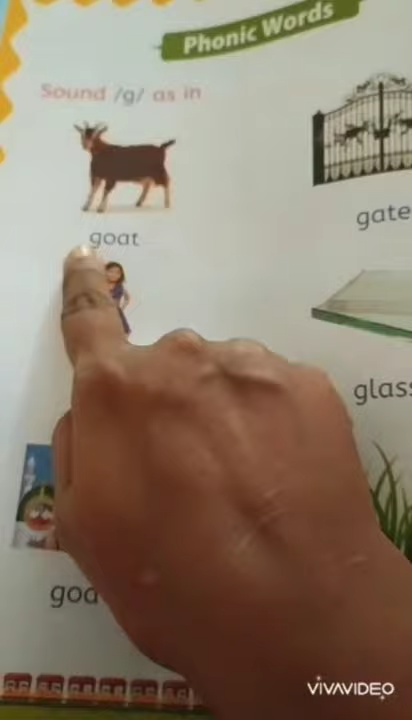 Phonic Words
Sound /g/ as in
goat
gate
glass
VIVAVIDEO